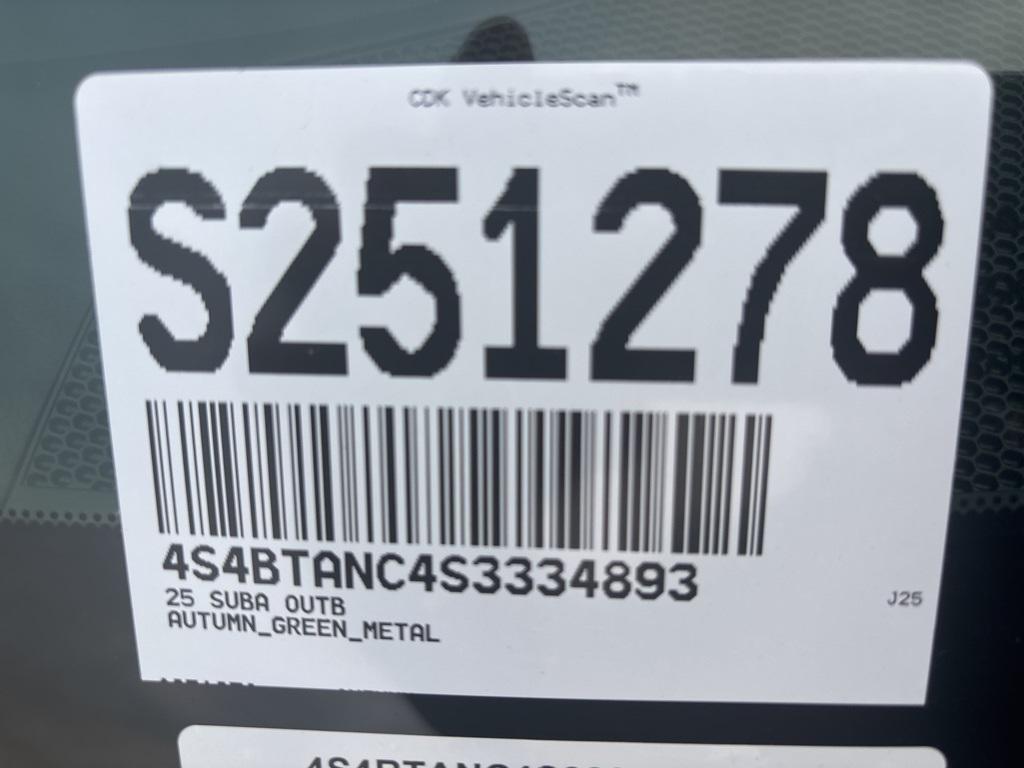 CDK VehicleScan™
S251278
4S4BTANC4S3334893
25 SUBA OUTB
J25
AUTUMN_GREEN_METAL